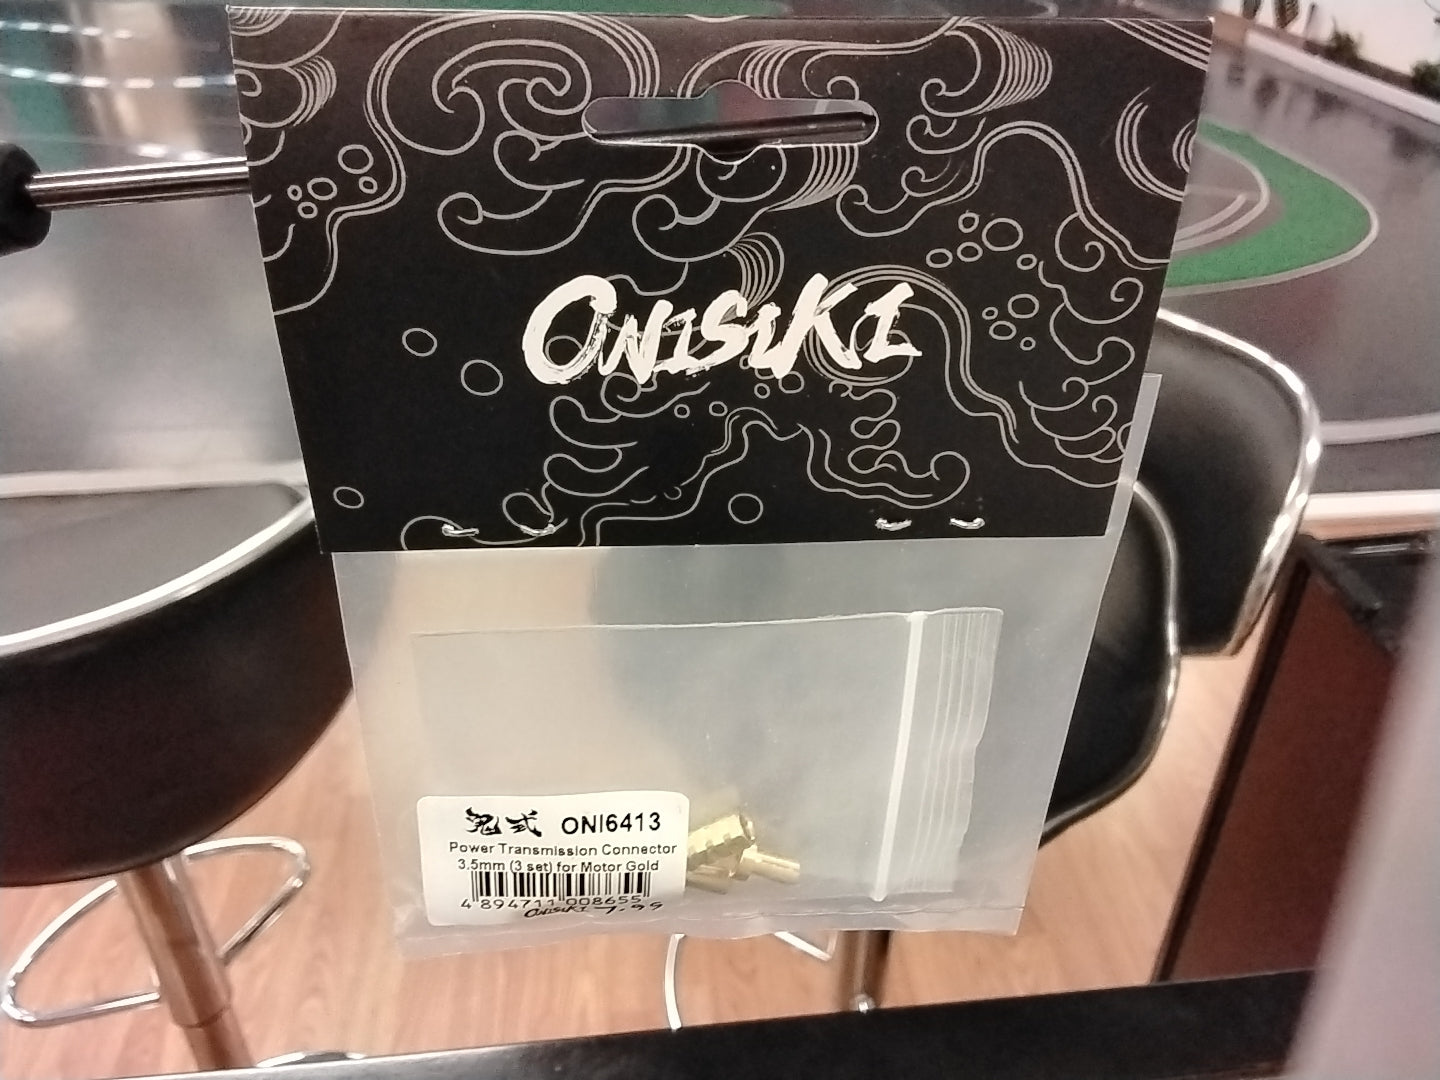 ONISIKI
鬼式 ONI6413
Power Transmission Connector
3.5mm (3 set) for Motor Gold
4 894711 008655
ONISIKI 7.99